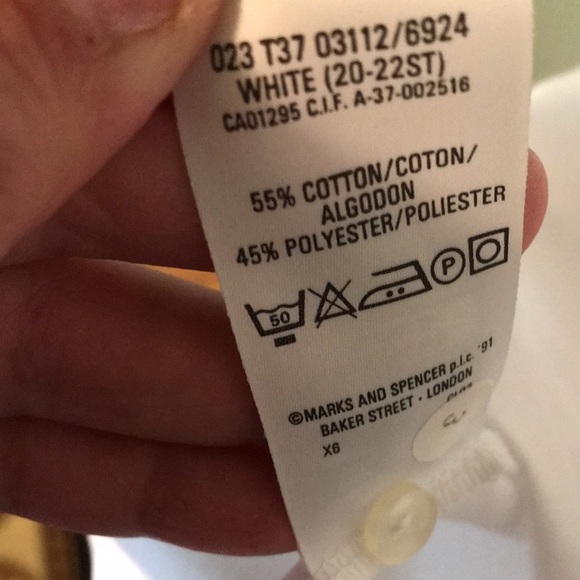 023 T37 03112/6924
WHITE (20-22ST)
CA01295 C.I.F. A-37-002516
55% COTTON/COTON/
ALGODON
45% POLYESTER/POLIESTER
50
P
©MARKS AND SPENCER p.l.c. '91
BAKER STREET · LONDON
X6